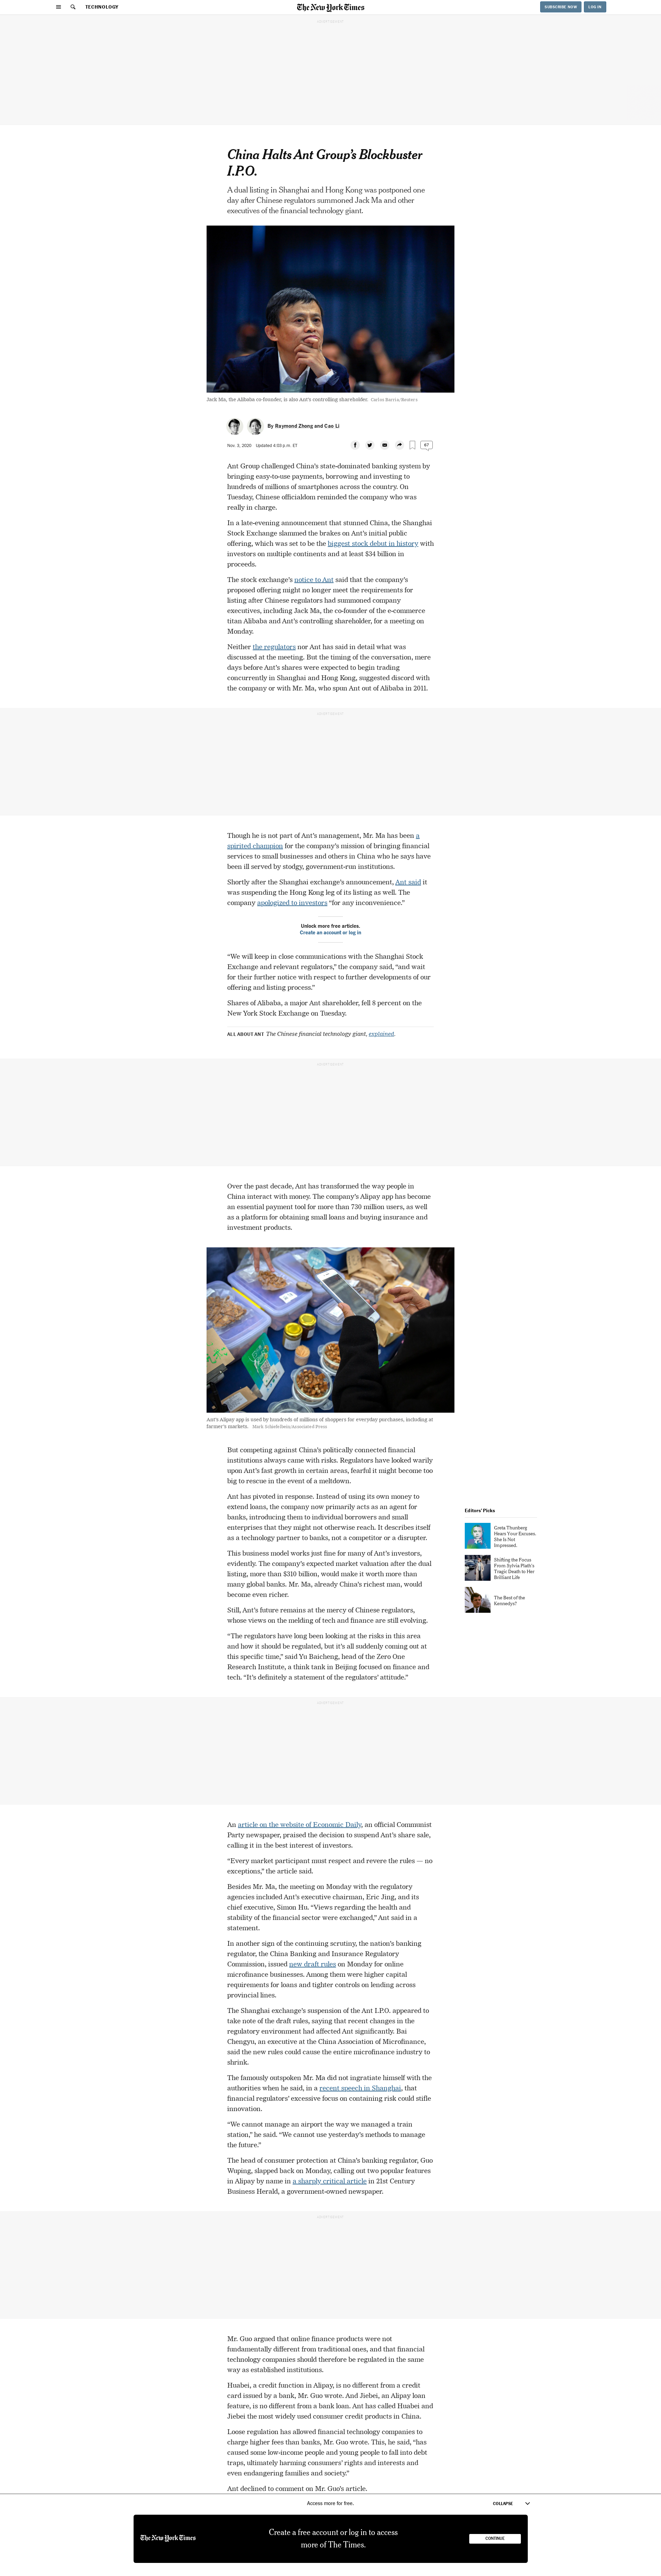 TECHNOLOGY
The New York Times
SUBSCRIBE NOW
LOG IN
ADVERTISEMENT
China Halts Ant Group’s Blockbuster
I.P.O.
A dual listing in Shanghai and Hong Kong was postponed one
day after Chinese regulators summoned Jack Ma and other
executives of the financial technology giant.
Jack Ma, the Alibaba co-founder, is also Ant’s controlling shareholder. Carlos Barria/Reuters
By Raymond Zhong and Cao Li
Nov. 3, 2020 Updated 4:53 p.m. ET
47
Ant Group challenged China’s state-dominated banking system by
bringing easy-to-use payments, borrowing and investing to
hundreds of millions of smartphones across the country. On
Tuesday, Chinese officialdom reminded the company who was
really in charge.
In a late-evening announcement that stunned China, the Shanghai
Stock Exchange slammed the brakes on Ant’s initial public
offering, which was set to be the biggest stock debut in history with
investors on multiple continents and at least $34 billion in
proceeds.
The stock exchange’s notice to Ant said that the company’s
proposed offering might no longer meet the requirements for
listing after Chinese regulators had summoned company
executives, including Jack Ma, the co-founder of the e-commerce
titan Alibaba and Ant’s controlling shareholder, for a meeting on
Monday.
Neither the regulators nor Ant has said in detail what was
discussed at the meeting. But the timing of the conversation, mere
days before Ant’s shares were expected to begin trading
concurrently in Shanghai and Hong Kong, suggested discord with
the company or with Mr. Ma, who spun Ant out of Alibaba in 2011.
ADVERTISEMENT
Though he is not part of Ant’s management, Mr. Ma has been a
spirited champion for the company’s mission of bringing financial
services to small businesses and others in China who he says have
been ill served by stodgy, government-run institutions.
Shortly after the Shanghai exchange’s announcement, Ant said it
was suspending the Hong Kong leg of its listing as well. The
company apologized to investors “for any inconvenience.”
Unlock more free articles.
Create an account or log in
“We will keep in close communications with the Shanghai Stock
Exchange and relevant regulators,” the company said, “and wait
for their further notice with respect to further developments of our
offering and listing process.”
Shares of Alibaba, a major Ant shareholder, fell 8 percent on the
New York Stock Exchange on Tuesday.
ALL ABOUT ANT The Chinese financial technology giant, explained.
ADVERTISEMENT
Over the past decade, Ant has transformed the way people in
China interact with money. The company’s Alipay app has become
an essential payment tool for more than 730 million users, as well
as a platform for obtaining small loans and buying insurance and
investment products.
Ant’s Alipay app is used by hundreds of millions of shoppers for everyday purchases, including at
farmer’s markets. Mark Schiefelbein/Associated Press
But competing against China’s politically connected financial
institutions always came with risks. Regulators have looked warily
upon Ant’s fast growth in certain areas, fearful it might become too
big to rescue in the event of a meltdown.
Ant has pivoted in response. Instead of using its own money to
extend loans, the company now primarily acts as an agent for
banks, introducing them to individual borrowers and small
enterprises that they might not otherwise reach. It describes itself
as a technology partner to banks, not a competitor or a disrupter.
This business model works just fine for many of Ant’s investors,
evidently. The company’s expected market valuation after the deal
listing, more than $310 billion, would make it worth more than
many global banks. Mr. Ma, already China’s richest man, would
become even richer.
Still, Ant’s future remains at the mercy of Chinese regulators,
whose views on the melding of tech and finance are still evolving.
“The regulators have long been looking at the risks in this area
and how it should be regulated, but it’s all suddenly coming out at
this specific time,” said Yu Baicheng, head of the Zero One
Research Institute, a think tank in Beijing focused on finance and
tech. “It’s definitely a statement of the regulators’ attitude.”
Editors’ Picks
Greta Thunberg
Hears Your Excuses.
She Is Not
Impressed.
Shifting the Focus
From Sylvia Plath’s
Tragic Death to Her
Brilliant Life
The Best of the
Kennedys?
ADVERTISEMENT
An article on the website of Economic Daily, an official Communist
Party newspaper, praised the decision to suspend Ant’s share sale,
calling it in the best interest of investors.
“Every market participant must respect and revere the rules — no
exceptions,” the article said.
Besides Mr. Ma, the meeting on Monday with the regulatory
agencies included Ant’s executive chairman, Eric Jing, and its
chief executive, Simon Hu. “Views regarding the health and
stability of the financial sector were exchanged,” Ant said in a
statement.
In another sign of the continuing scrutiny, the nation’s banking
regulator, the China Banking and Insurance Regulatory
Commission, issued new draft rules on Monday for online
microfinance businesses. Among them were higher capital
requirements for loans and tighter controls on lending across
provincial lines.
The Shanghai exchange’s suspension of the Ant I.P.O. appeared to
take note of the draft rules, saying that recent changes in the
regulatory environment had affected Ant significantly. Bai
Chengyu, an executive at the China Association of Microfinance,
said the new rules could cause the entire microfinance industry to
shrink.
The famously outspoken Mr. Ma did not ingratiate himself with the
authorities when he said, in a recent speech in Shanghai, that
financial regulators’ excessive focus on containing risk could stifle
innovation.
“We cannot manage an airport the way we managed a train
station,” he said. “We cannot use yesterday’s methods to manage
the future.”
The head of consumer protection at China’s banking regulator, Guo
Wuping, slapped back on Monday, calling out two popular features
in Alipay by name in a sharply critical article in 21st Century
Business Herald, a government-owned newspaper.
ADVERTISEMENT
Mr. Guo argued that online finance products were not
fundamentally different from traditional ones, and that financial
technology companies should therefore be regulated in the same
way as established institutions.
Huabei, a credit function in Alipay, is no different from a credit
card issued by a bank, Mr. Guo wrote. And Jiebei, an Alipay loan
feature, is no different from a bank loan. Ant has called Huabei and
Jiebei the most widely used consumer credit products in China.
Loose regulation has allowed financial technology companies to
charge higher fees than banks, Mr. Guo wrote. This, he said, “has
caused some low-income people and young people to fall into debt
traps, ultimately harming consumers’ rights and interests and
even endangering families and society.”
Ant declined to comment on Mr. Guo’s article.
Access more for free.
COLLAPSE
The New York Times
Create a free account or log in to access
more of The Times.
CONTINUE